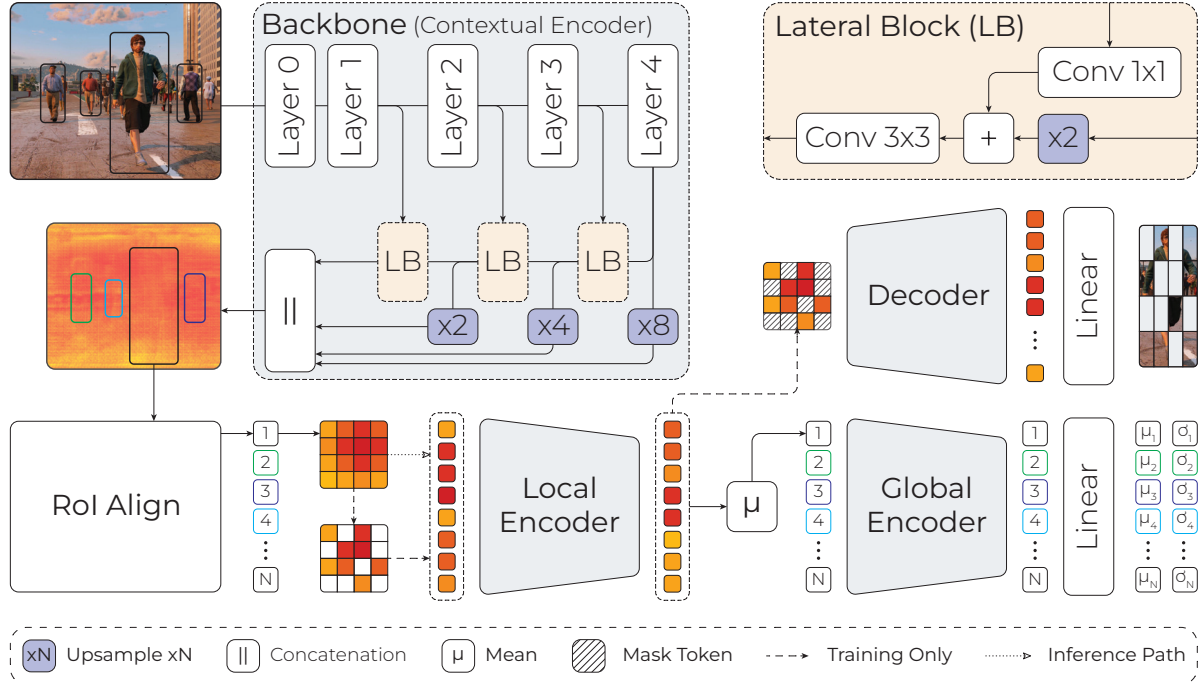 Backbone (Contextual Encoder)
Layer 0
Layer 1
Layer 2
Layer 3
Layer 4
LB
LB
LB
||
x2
x4
x8
Lateral Block (LB)
Conv 1x1
Conv 3x3
+
x2
Decoder
Linear
RoI Align
1
2
3
4
N
Local
Encoder
μ
1
2
3
4
N
Global
Encoder
1
2
3
4
N
Linear
μ₁ σ₁
μ₂ σ₂
μ₃ σ₃
μ₄ σ₄
μ_N σ_N
xN Upsample xN
|| Concatenation
μ Mean
Mask Token
Training Only
Inference Path